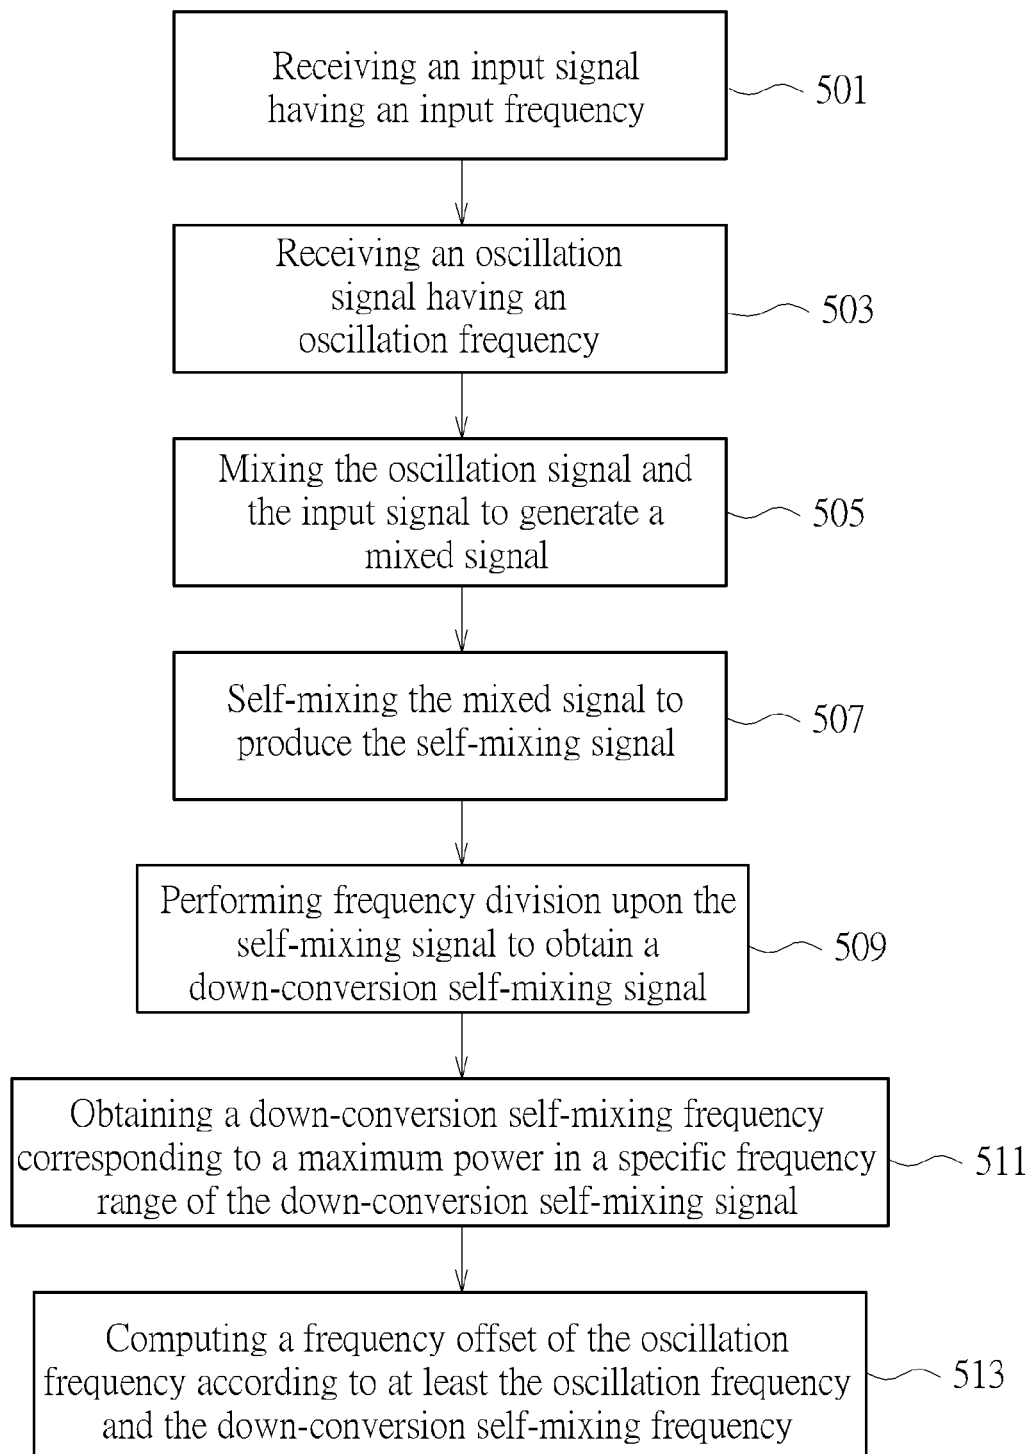 Receiving an input signal
having an input frequency
501
Receiving an oscillation
signal having an
oscillation frequency
503
Mixing the oscillation signal and
the input signal to generate a
mixed signal
505
Self-mixing the mixed signal to
produce the self-mixing signal
507
Performing frequency division upon the
self-mixing signal to obtain a
down-conversion self-mixing signal
509
Obtaining a down-conversion self-mixing frequency
corresponding to a maximum power in a specific frequency
range of the down-conversion self-mixing signal
511
Computing a frequency offset of the oscillation
frequency according to at least the oscillation frequency
and the down-conversion self-mixing frequency
513